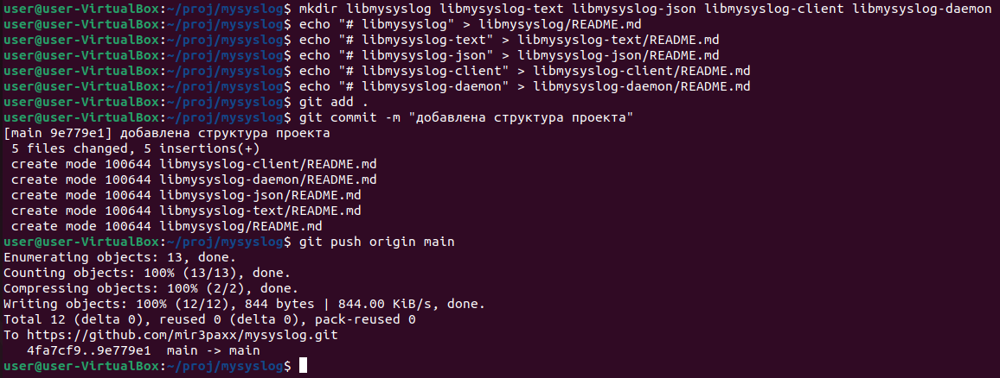 user@user-VirtualBox:~/proj/mysyslog$ mkdir libmysyslog libmysyslog-text libmysyslog-json libmysyslog-client libmysyslog-daemon
user@user-VirtualBox:~/proj/mysyslog$ echo "# libmysyslog" > libmysyslog/README.md
user@user-VirtualBox:~/proj/mysyslog$ echo "# libmysyslog-text" > libmysyslog-text/README.md
user@user-VirtualBox:~/proj/mysyslog$ echo "# libmysyslog-json" > libmysyslog-json/README.md
user@user-VirtualBox:~/proj/mysyslog$ echo "# libmysyslog-client" > libmysyslog-client/README.md
user@user-VirtualBox:~/proj/mysyslog$ echo "# libmysyslog-daemon" > libmysyslog-daemon/README.md
user@user-VirtualBox:~/proj/mysyslog$ git add .
user@user-VirtualBox:~/proj/mysyslog$ git commit -m "добавлена структура проекта"
[main 9e779e1] добавлена структура проекта
 5 files changed, 5 insertions(+)
 create mode 100644 libmysyslog-client/README.md
 create mode 100644 libmysyslog-daemon/README.md
 create mode 100644 libmysyslog-json/README.md
 create mode 100644 libmysyslog-text/README.md
 create mode 100644 libmysyslog/README.md
user@user-VirtualBox:~/proj/mysyslog$ git push origin main
Enumerating objects: 13, done.
Counting objects: 100% (13/13), done.
Compressing objects: 100% (2/2), done.
Writing objects: 100% (12/12), 844 bytes | 844.00 KiB/s, done.
Total 12 (delta 0), reused 0 (delta 0), pack-reused 0
To https://github.com/mir3paxx/mysyslog.git
   4fa7cf9..9e779e1  main -> main
user@user-VirtualBox:~/proj/mysyslog$